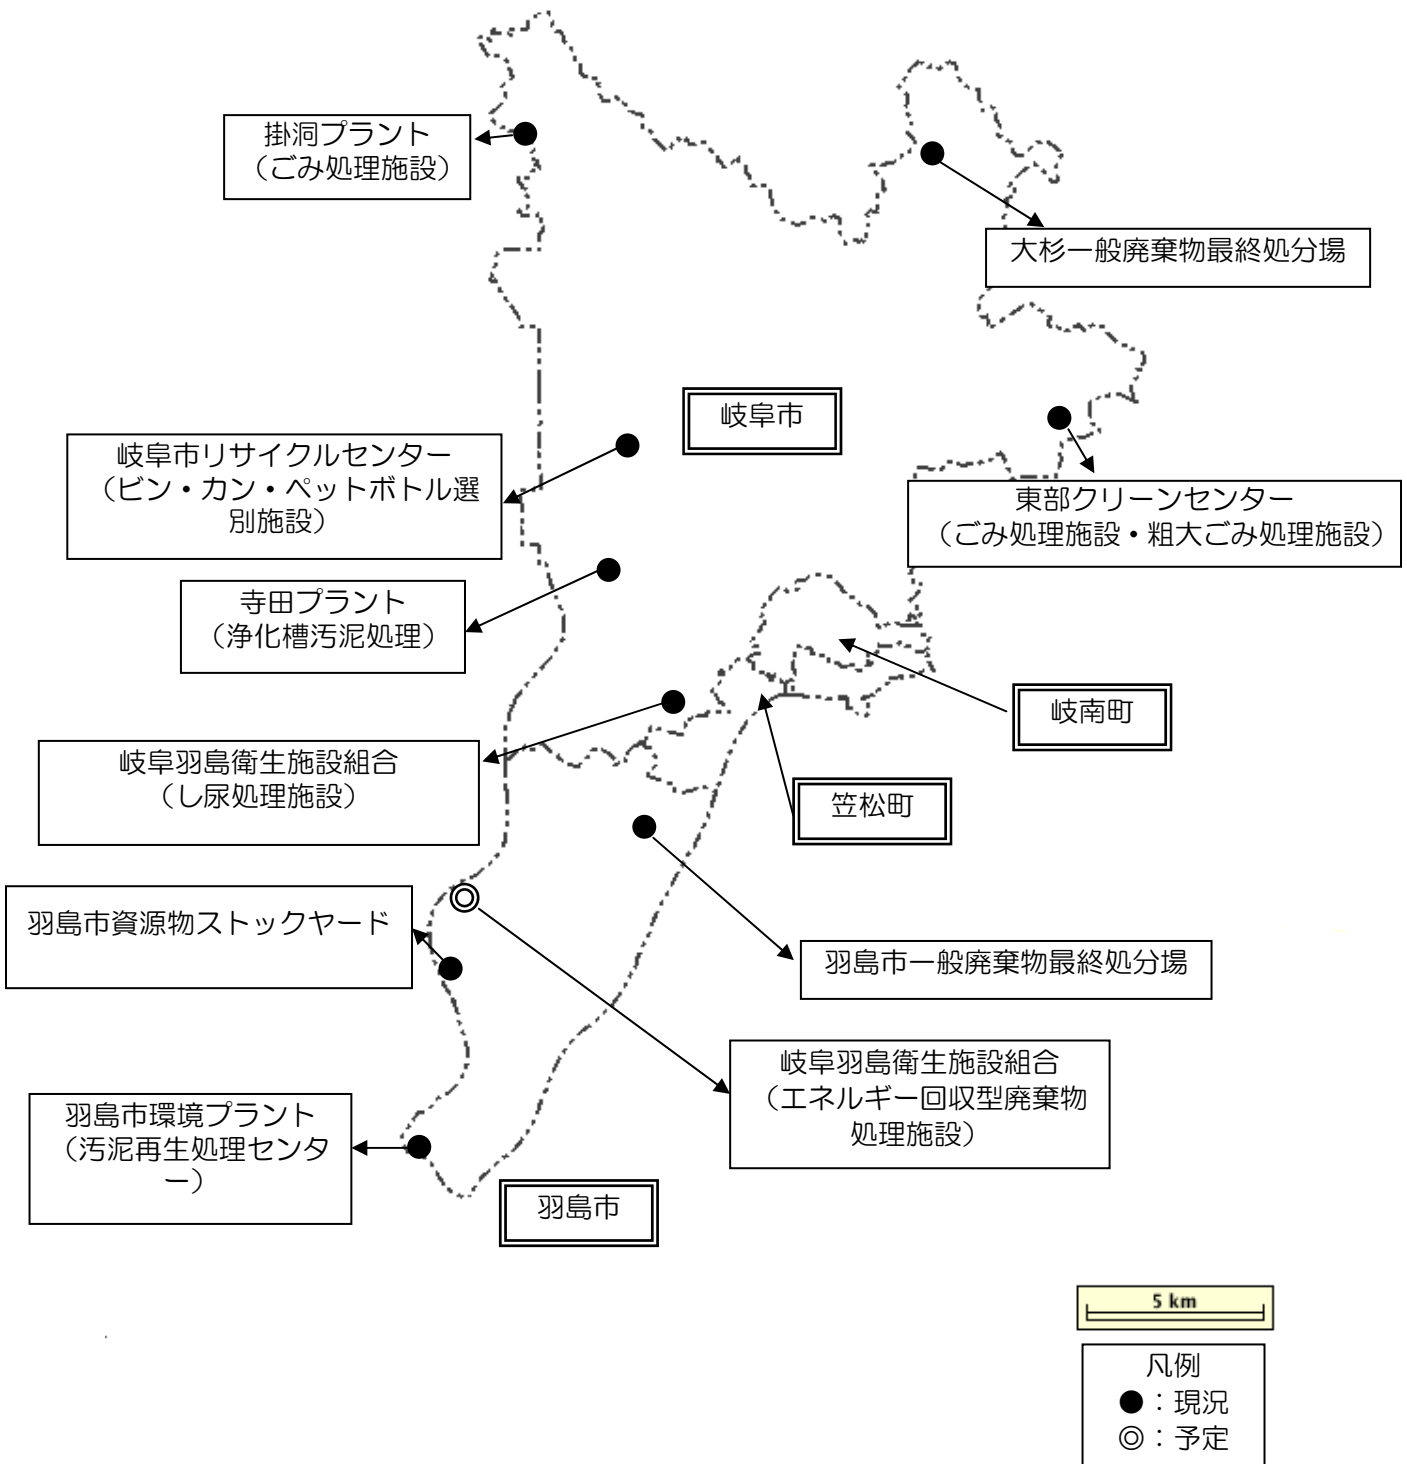 掛洞プラント
（ごみ処理施設）
大杉一般廃棄物最終処分場
岐阜市
岐阜市リサイクルセンター
（ビン・カン・ペットボトル選
別施設）
東部クリーンセンター
（ごみ処理施設・粗大ごみ処理施設）
寺田プラント
（浄化槽汚泥処理）
岐南町
岐阜羽島衛生施設組合
（し尿処理施設）
笠松町
羽島市資源物ストックヤード
羽島市一般廃棄物最終処分場
岐阜羽島衛生施設組合
（エネルギー回収型廃棄物
処理施設）
羽島市環境プラント
（汚泥再生処理センタ
ー）
羽島市
5 km
凡例
●：現況
◎：予定